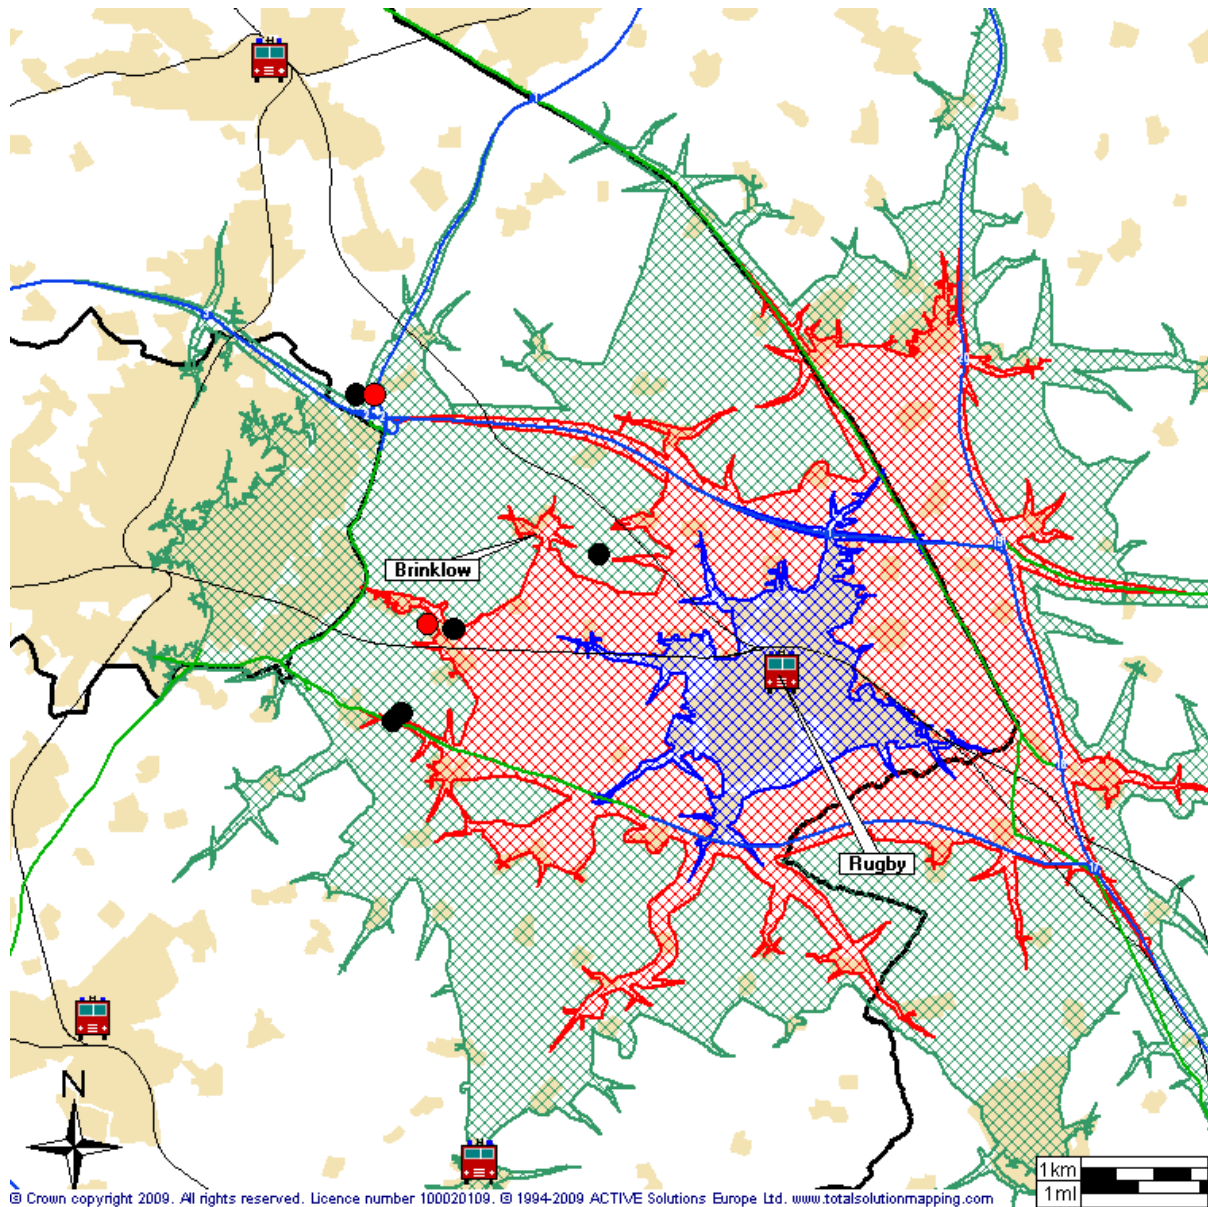 Brinklow
Rugby
N
1km
1ml
© Crown copyright 2009. All rights reserved. Licence number 100020109. © 1994-2009 ACTIVE Solutions Europe Ltd. www.totalsolutionmapping.com